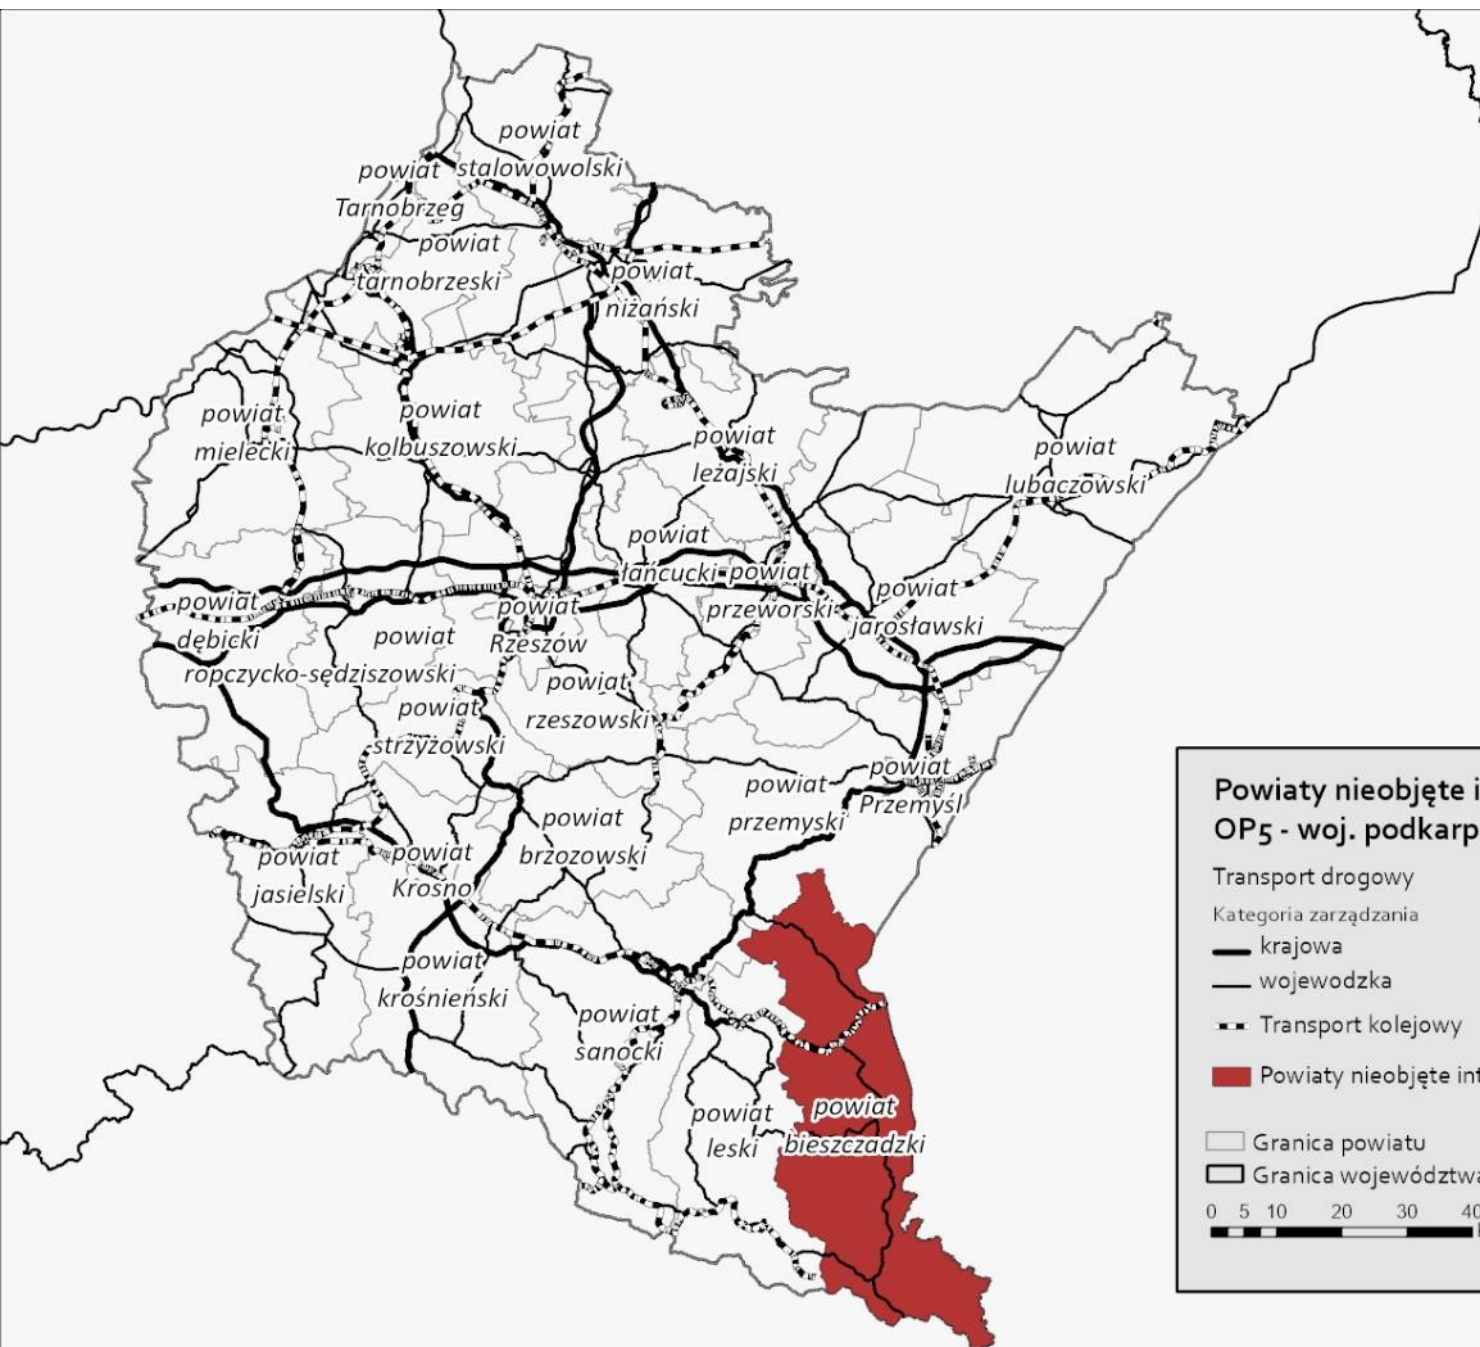 powiat
stalowowolski
powiat
Tarnobrzeg
powiat
tarnobrzeski
powiat
niżański
powiat
mielecki
powiat
kolbuszowski
powiat
leżajski
powiat
lubaczowski
powiat
łańcucki
powiat
przeworski
powiat
jarosławski
powiat
dębicki
powiat
ropczycko-sędziszowski
powiat
Rzeszów
powiat
rzeszowski
powiat
strzyżowski
powiat
przemyski
powiat
Przemyśl
powiat
brzozowski
powiat
jasielski
powiat
Krosno
powiat
krośnieński
powiat
sanocki
powiat
leski
powiat
bieszczadzki
Powiaty nieobjęte i
OP5 - woj. podkarp
Transport drogowy
Kategoria zarządzania
krajowa
wojewodzka
Transport kolejowy
Powiaty nieobjęte int
Granica powiatu
Granica województwa
0 5 10 20 30 40